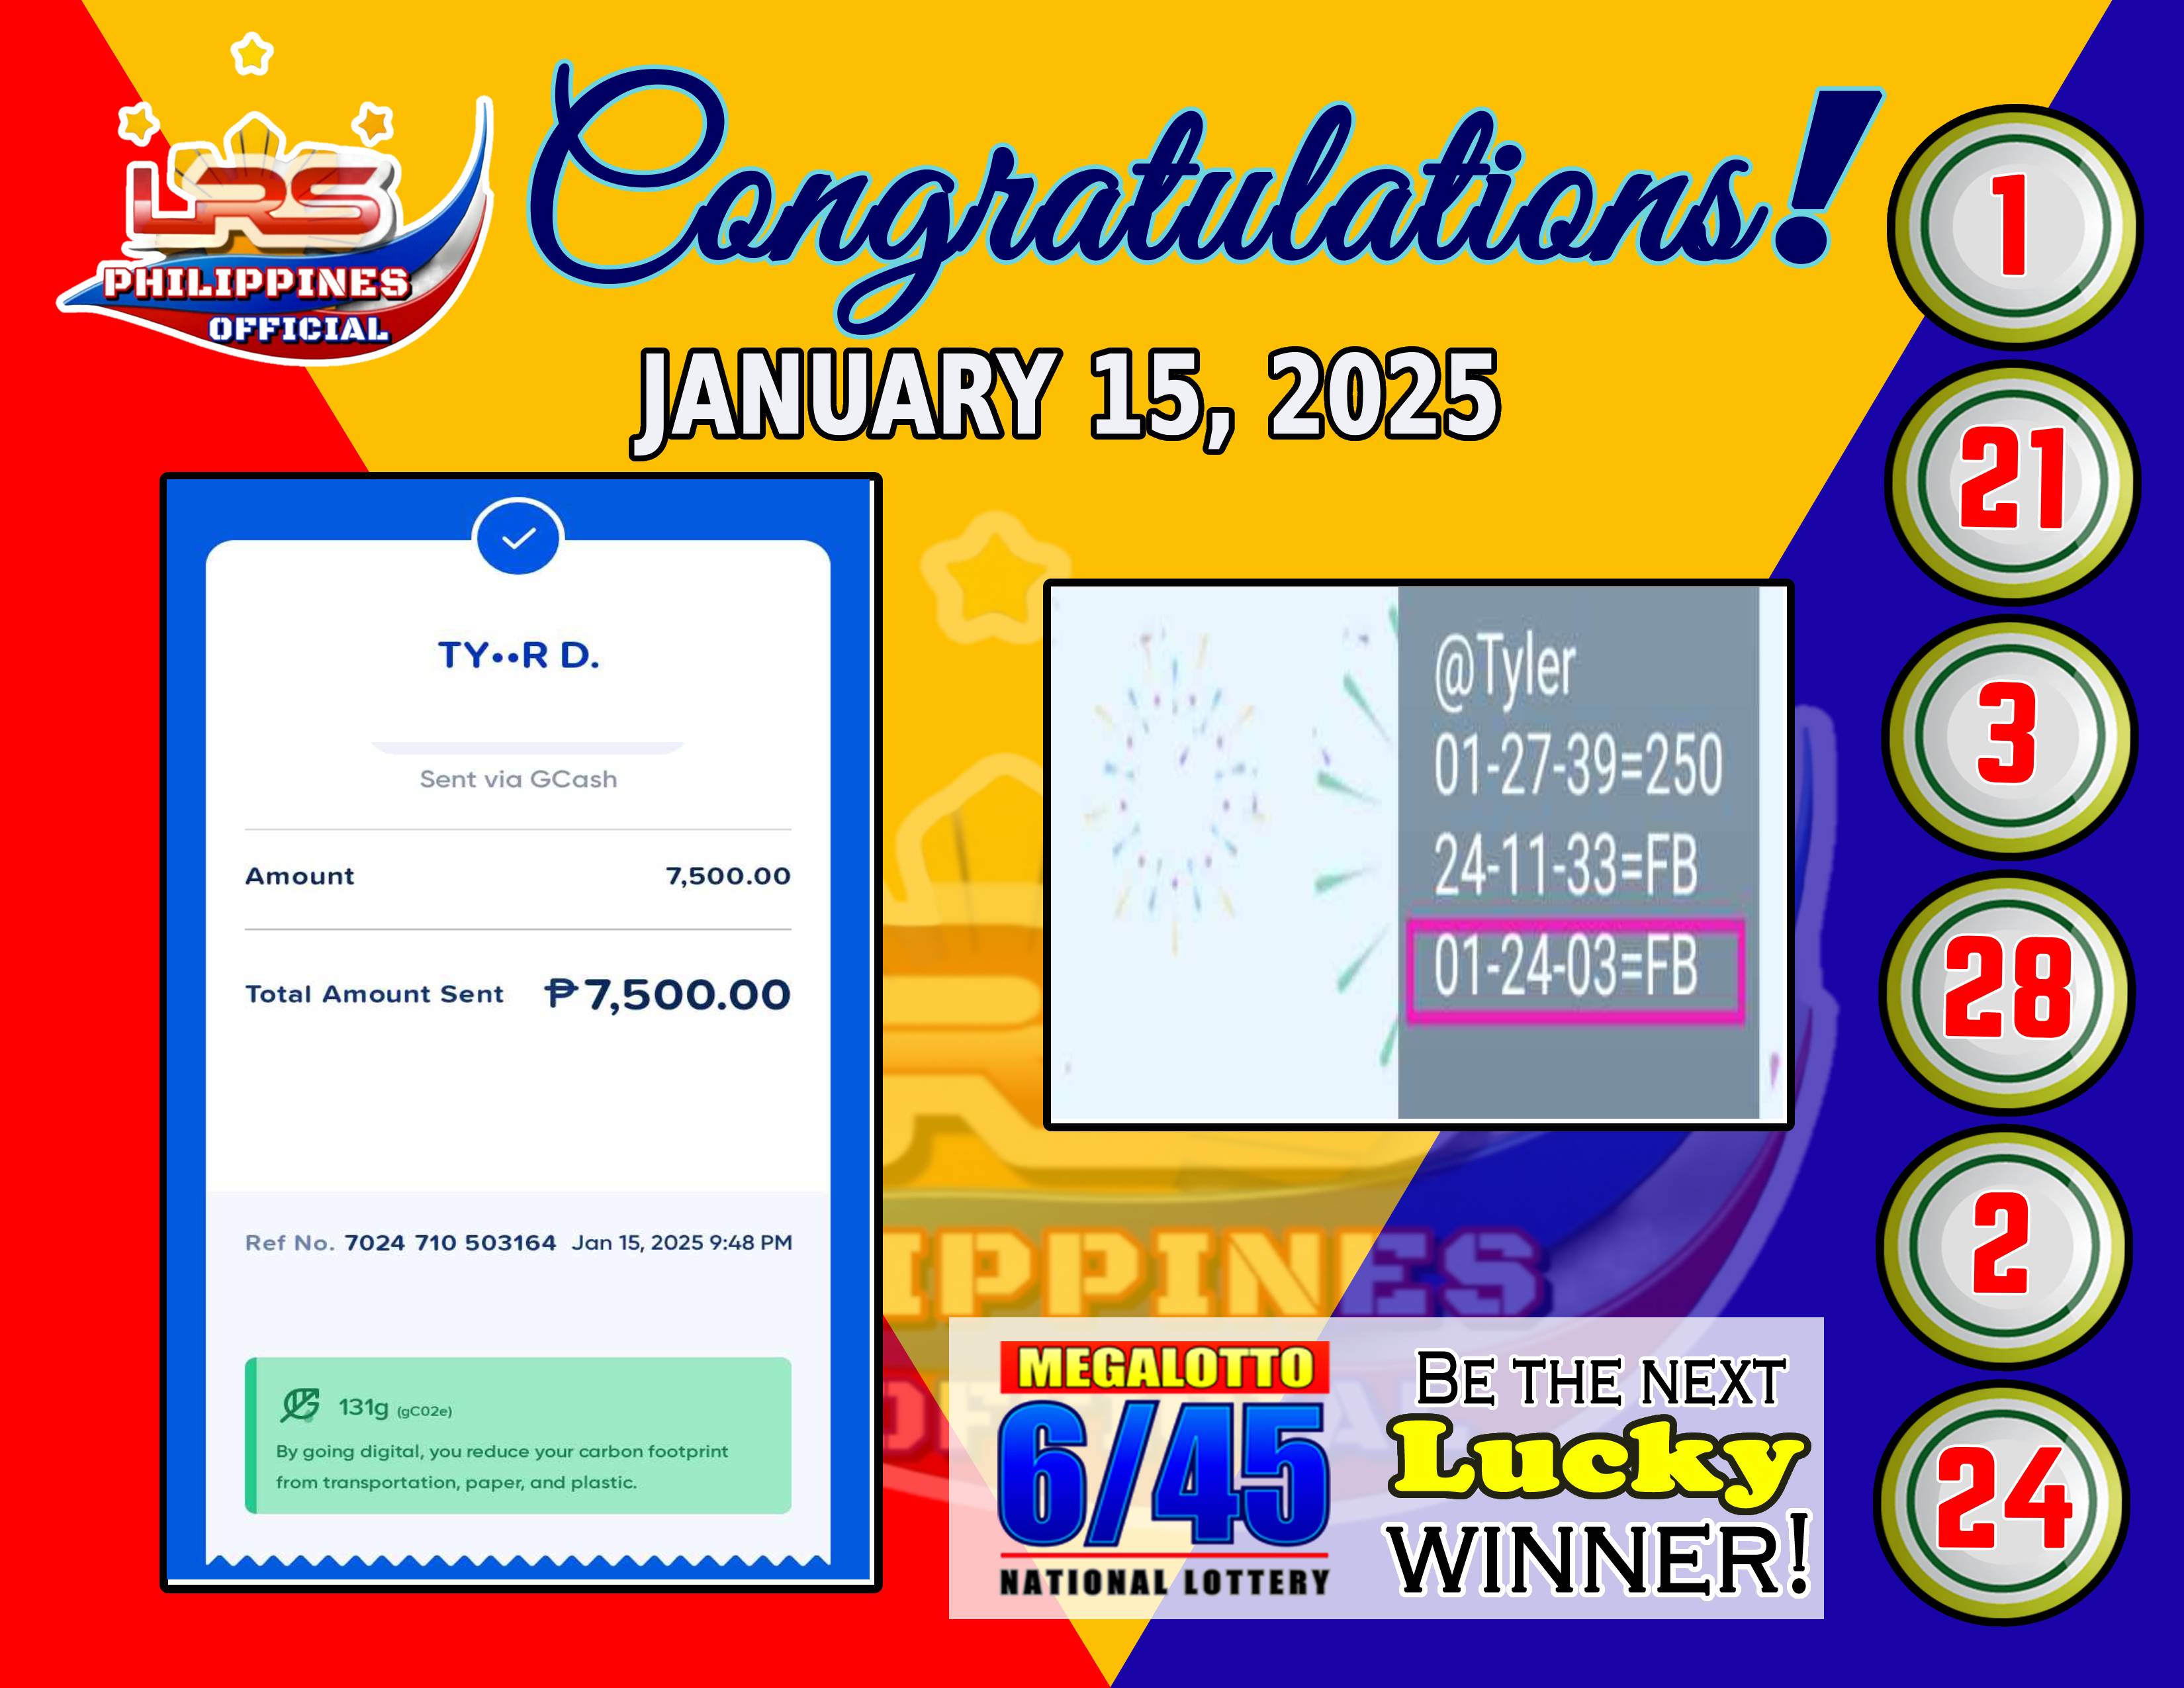 LRS
PHILIPPINES
OFFICIAL
Congratulations!
JANUARY 15, 2025
TY••R D.
Sent via GCash
Amount 7,500.00
Total Amount Sent ₱7,500.00
Ref No. 7024 710 503164 Jan 15, 2025 9:48 PM
131g (gC02e)
By going digital, you reduce your carbon footprint
from transportation, paper, and plastic.
@Tyler
01-27-39=250
24-11-33=FB
01-24-03=FB
IPPINES
MEGALOTTO
6/45
NATIONAL LOTTERY
BE THE NEXT
Lucky
WINNER!
1
21
3
28
2
24